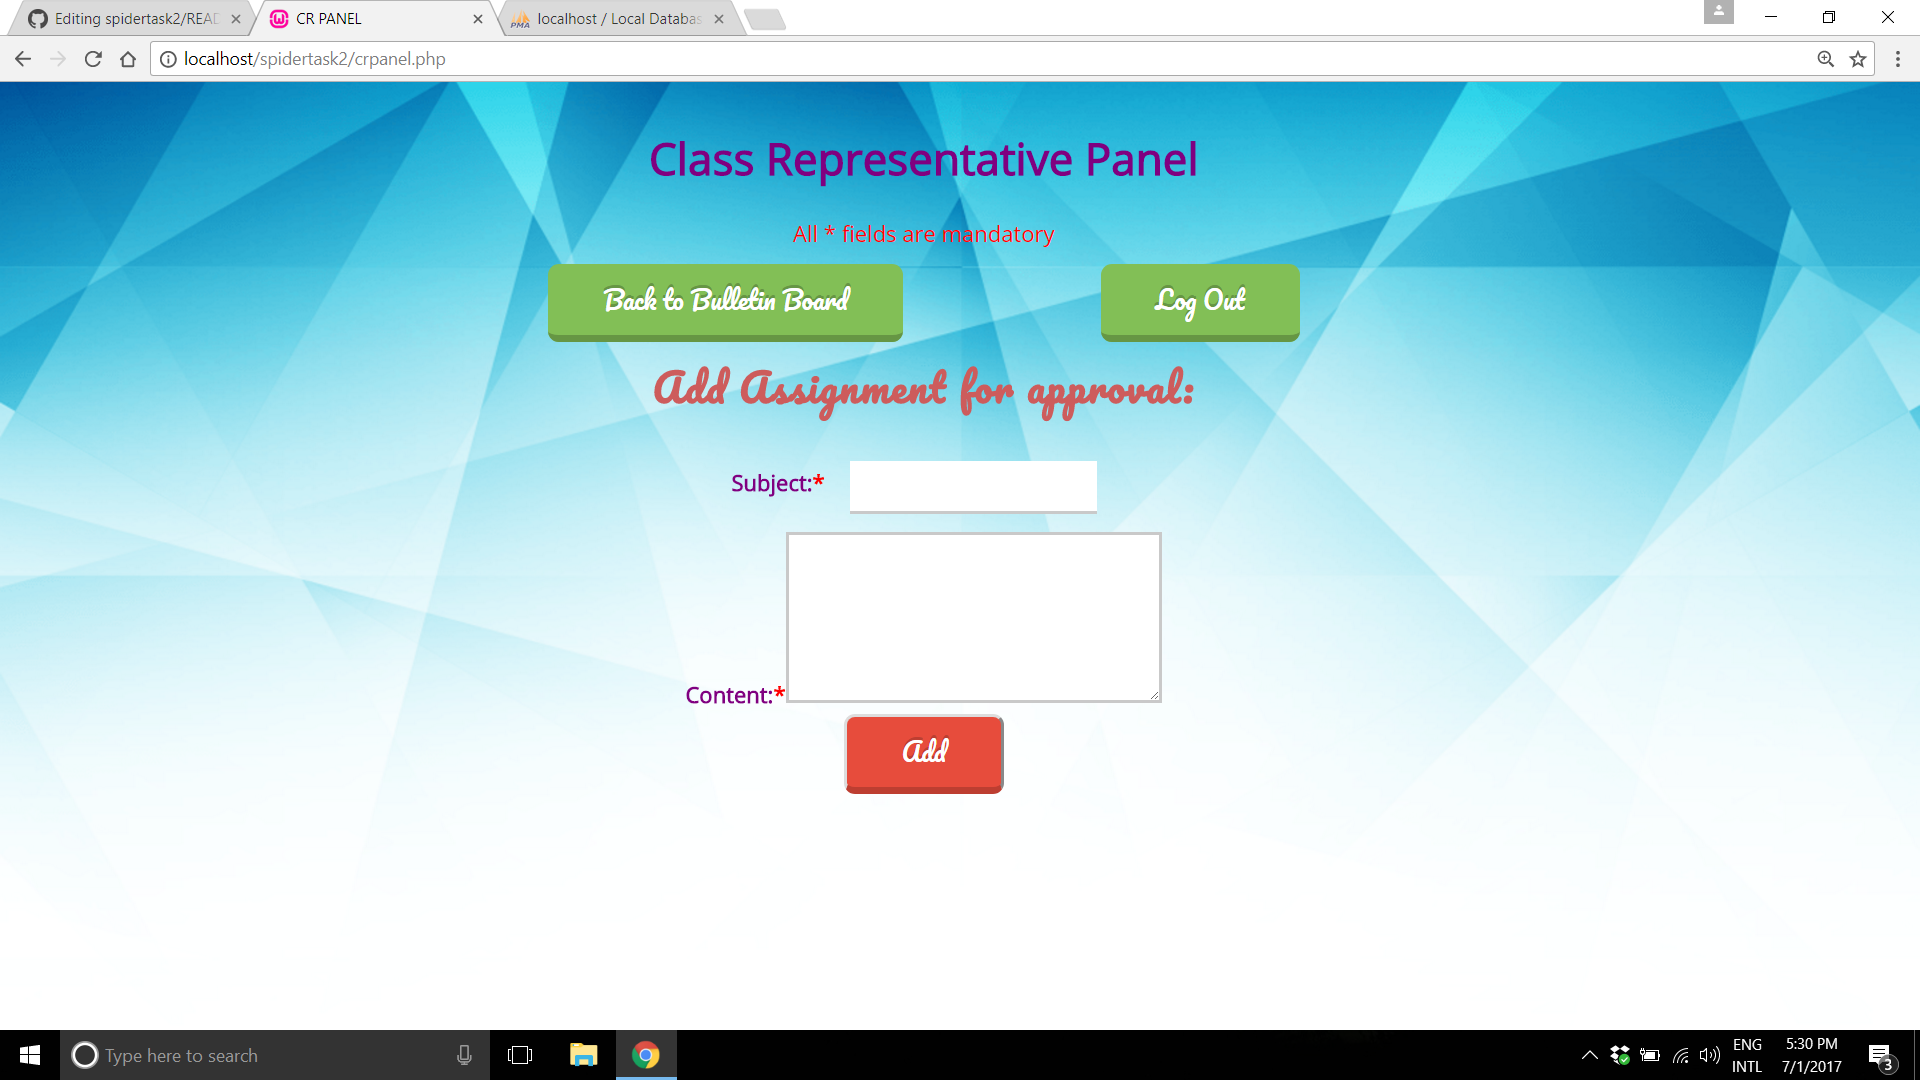 Editing spidertask2/READ
CR PANEL
localhost / Local Databas
localhost/spidertask2/crpanel.php
Class Representative Panel
All * fields are mandatory
Back to Bulletin Board
Log Out
Add Assignment for approval:
Subject:*
Content:*
Add
Type here to search
ENG
INTL
5:30 PM
7/1/2017
3